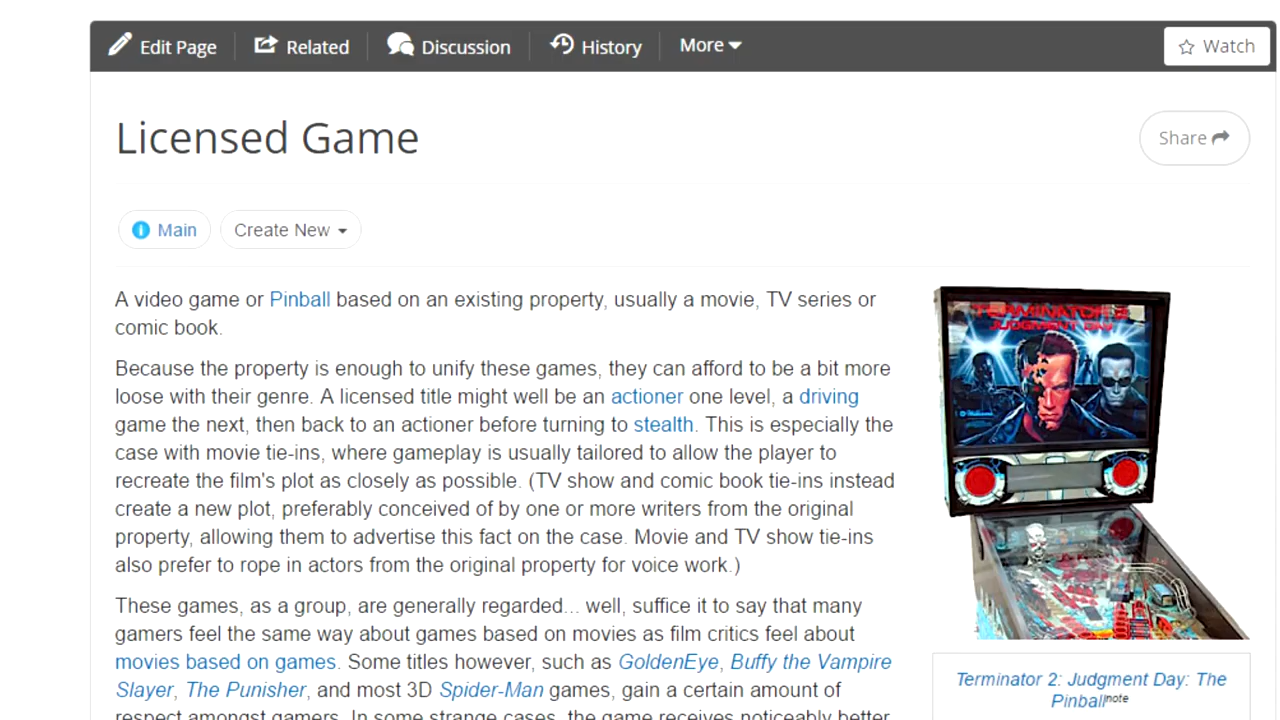 Edit Page Related Discussion History More Watch
Licensed Game
Share
Main Create New
A video game or Pinball based on an existing property, usually a movie, TV series or
comic book.
Because the property is enough to unify these games, they can afford to be a bit more
loose with their genre. A licensed title might well be an actioner one level, a driving
game the next, then back to an actioner before turning to stealth. This is especially the
case with movie tie-ins, where gameplay is usually tailored to allow the player to
recreate the film's plot as closely as possible. (TV show and comic book tie-ins instead
create a new plot, preferably conceived of by one or more writers from the original
property, allowing them to advertise this fact on the case. Movie and TV show tie-ins
also prefer to rope in actors from the original property for voice work.)
These games, as a group, are generally regarded... well, suffice it to say that many
gamers feel the same way about games based on movies as film critics feel about
movies based on games. Some titles however, such as GoldenEye, Buffy the Vampire
Slayer, The Punisher, and most 3D Spider-Man games, gain a certain amount of
respect amongst gamers. In some strange cases, the game receives noticeably better
TERMINATOR 2
JUDGMENT DAY
Terminator 2: Judgment Day: The
Pinball note